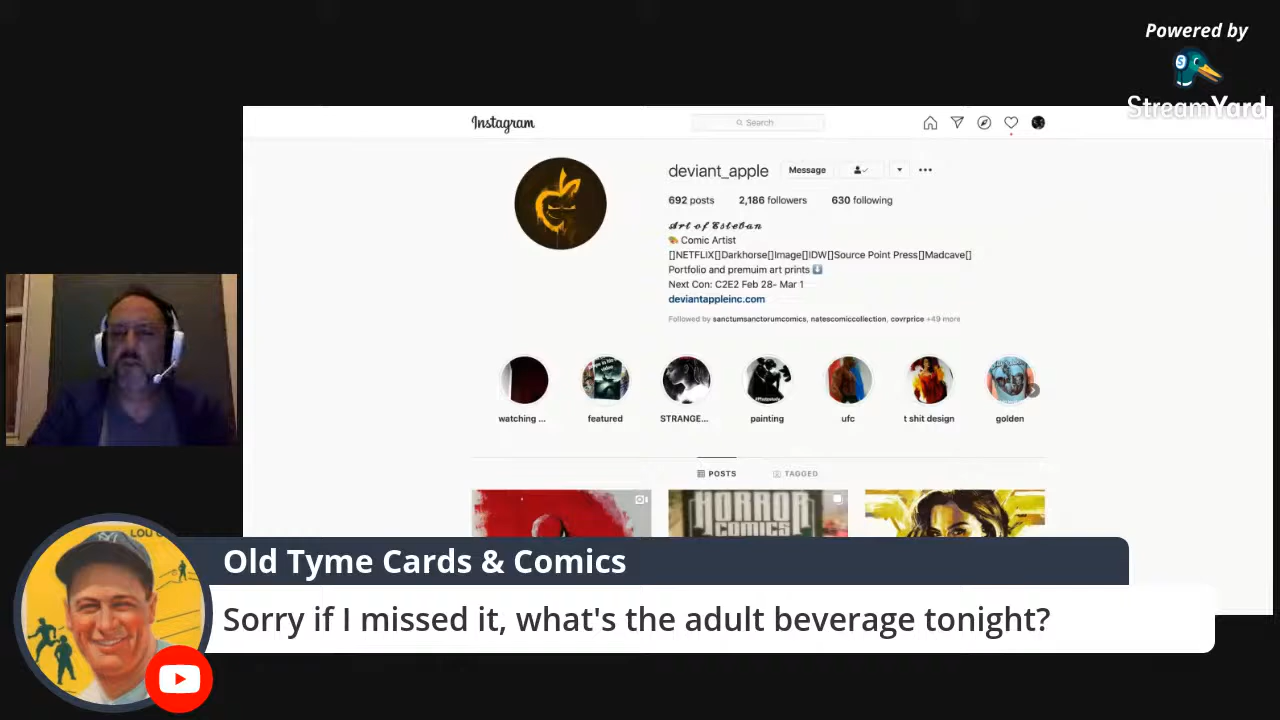 Powered by
StreamYard
Instagram
Search
deviant_apple Message
692 posts 2,186 followers 630 following
Art of Esteban
Comic Artist
[]NETFLIX[]Darkhorse[]Image[]IDW[]Source Point Press[]Madcave[]
Portfolio and premuim art prints
Next Con: C2E2 Feb 28- Mar 1
deviantappleinc.com
Followed by sanctumsanctorumcomics, natescomiccollection, covrprice +49 more
watching ... featured STRANGE... painting ufc t shit design golden
POSTS TAGGED
HORROR
COMICS
LOU
Old Tyme Cards & Comics
Sorry if I missed it, what's the adult beverage tonight?